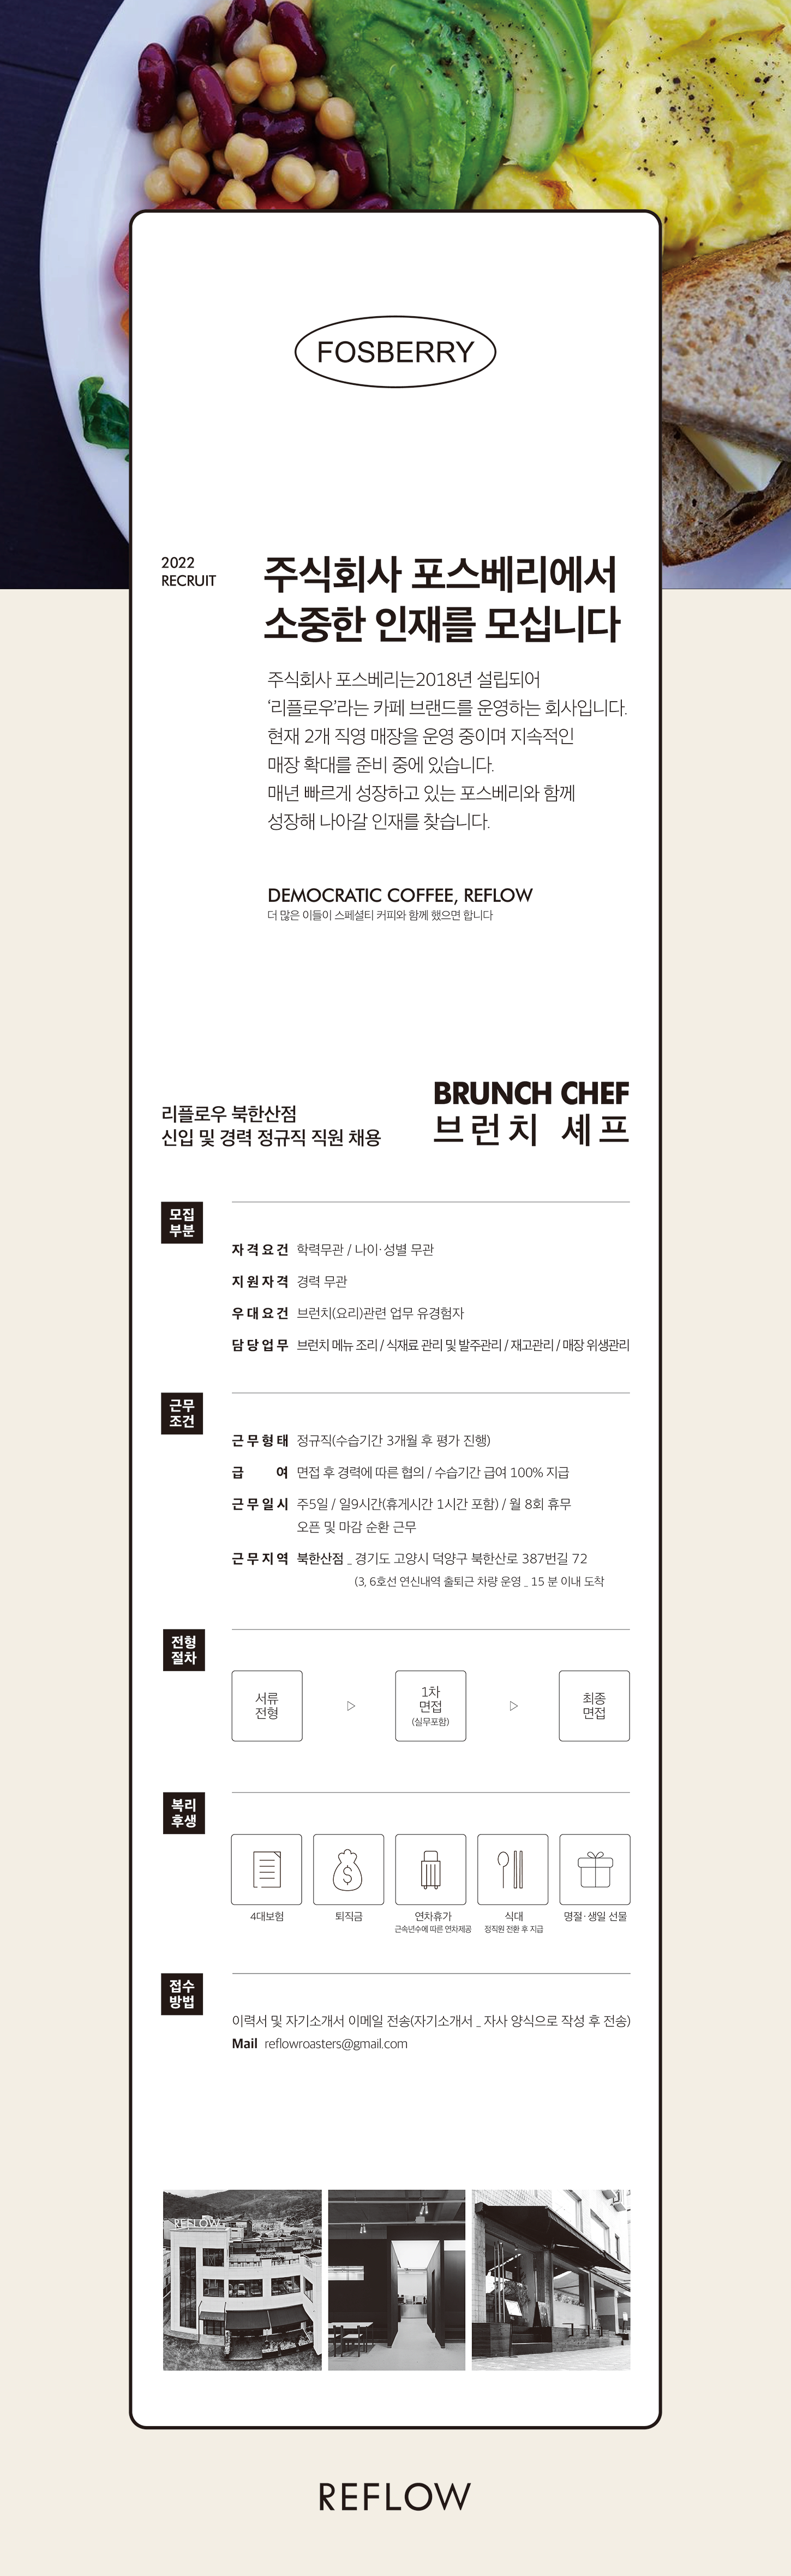 FOSBERRY
2022
RECRUIT
주식회사 포스베리에서
소중한 인재를 모십니다
주식회사 포스베리는2018년 설립되어
‘리플로우’라는 카페 브랜드를 운영하는 회사입니다.
현재 2개 직영 매장을 운영 중이며 지속적인
매장 확대를 준비 중에 있습니다.
매년 빠르게 성장하고 있는 포스베리와 함께
성장해 나아갈 인재를 찾습니다.
DEMOCRATIC COFFEE, REFLOW
더 많은 이들이 스페셜티 커피와 함께 했으면 합니다
리플로우 북한산점
신입 및 경력 정규직 직원 채용
BRUNCH CHEF
브런치 셰프
모집
부분
자격요건 학력무관 / 나이·성별 무관
지원자격 경력 무관
우대요건 브런치(요리)관련 업무 유경험자
담당업무 브런치 메뉴 조리 / 식재료 관리 및 발주관리 / 재고관리 / 매장 위생관리
근무
조건
근무형태 정규직(수습기간 3개월 후 평가 진행)
급 여 면접 후 경력에 따른 협의 / 수습기간 급여 100% 지급
근무일시 주5일 / 일9시간(휴게시간 1시간 포함) / 월 8회 휴무
오픈 및 마감 순환 근무
근무지역 북한산점 _ 경기도 고양시 덕양구 북한산로 387번길 72
(3, 6호선 연신내역 출퇴근 차량 운영 _ 15 분 이내 도착
전형
절차
서류
전형
1차
면접
(실무포함)
최종
면접
복리
후생
4대보험
퇴직금
연차휴가
근속년수에 따른 연차제공
식대
정직원 전환 후 지급
명절·생일 선물
접수
방법
이력서 및 자기소개서 이메일 전송(자기소개서 _ 자사 양식으로 작성 후 전송)
Mail reflowroasters@gmail.com
REFLOW
REFLOW